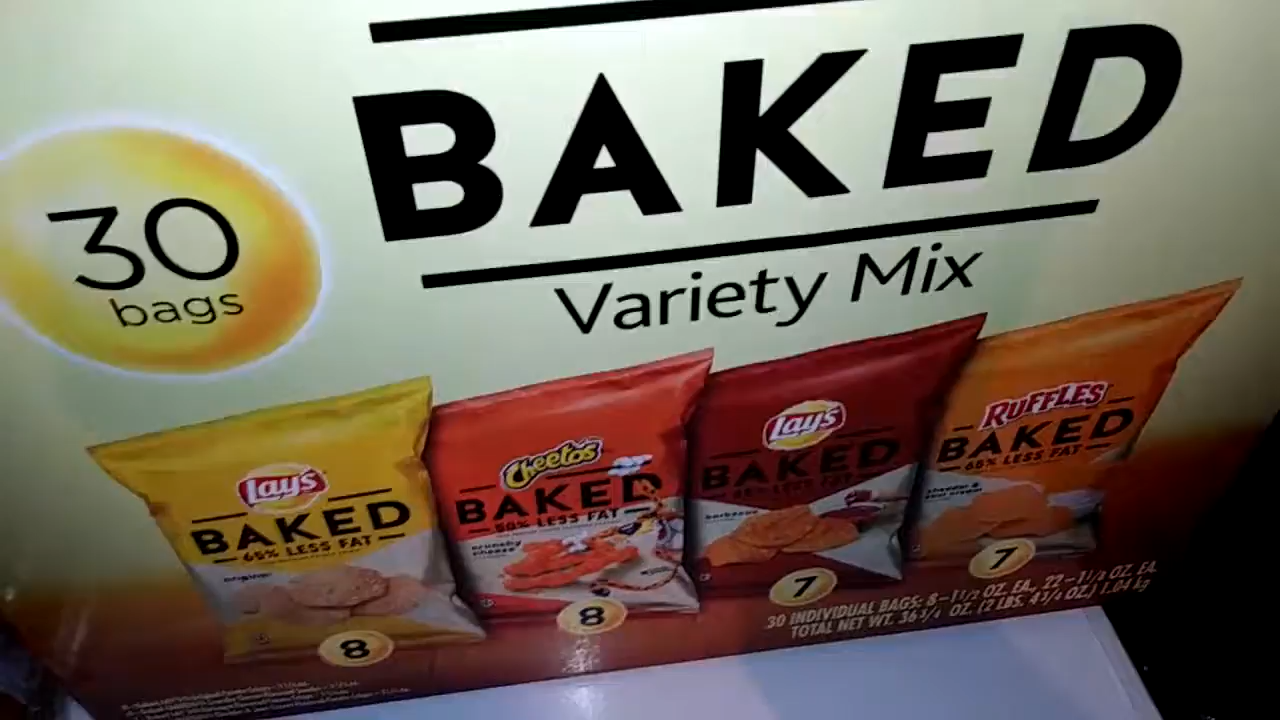 BAKED
Variety Mix
30
bags
Lay's
BAKED
65% LESS FAT
original
8
Cheetos
BAKED
50% LESS FAT
crunchy
cheese
8
Lay's
BAKED
65% LESS FAT
barbecue
7
RUFFLES
BAKED
65% LESS FAT
cheddar &
sour cream
7
30 INDIVIDUAL BAGS: 8–1 1/2 OZ. EA., 22–1 1/8 OZ. EA.
TOTAL NET WT. 36 3/4 OZ. (2 LBS. 4 3/4 OZ.) 1.04 kg